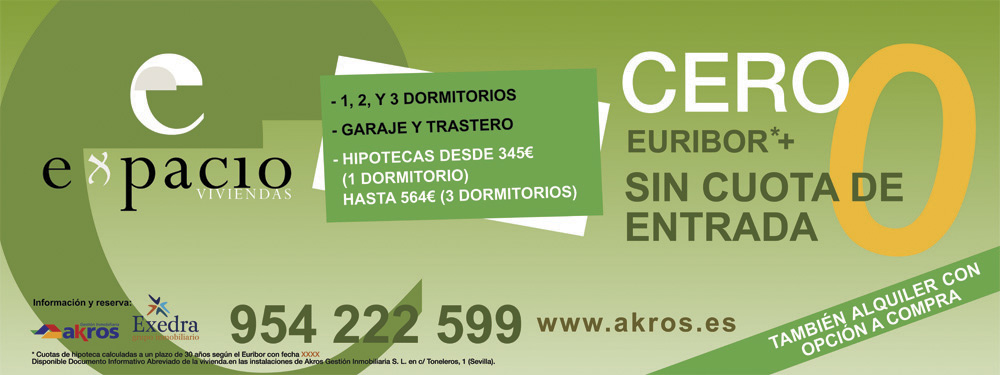 e
expacio
VIVIENDAS
- 1, 2, Y 3 DORMITORIOS
- GARAJE Y TRASTERO
- HIPOTECAS DESDE 345€
(1 DORMITORIO)
HASTA 564€ (3 DORMITORIOS)
CERO 0
EURIBOR*+
SIN CUOTA DE
ENTRADA
TAMBIÉN ALQUILER CON
OPCIÓN A COMPRA
Información y reserva:
akros
Exedra
Grupo Inmobiliario
954 222 599
www.akros.es
* Cuotas de hipoteca calculadas a un plazo de 30 años según el Euribor con fecha XXXX
Disponible Documento Informativo Abreviado de la vivienda.en las instalaciones de Akros Gestión Inmobiliaria S. L. en c/ Toneleros, 1 (Sevilla).